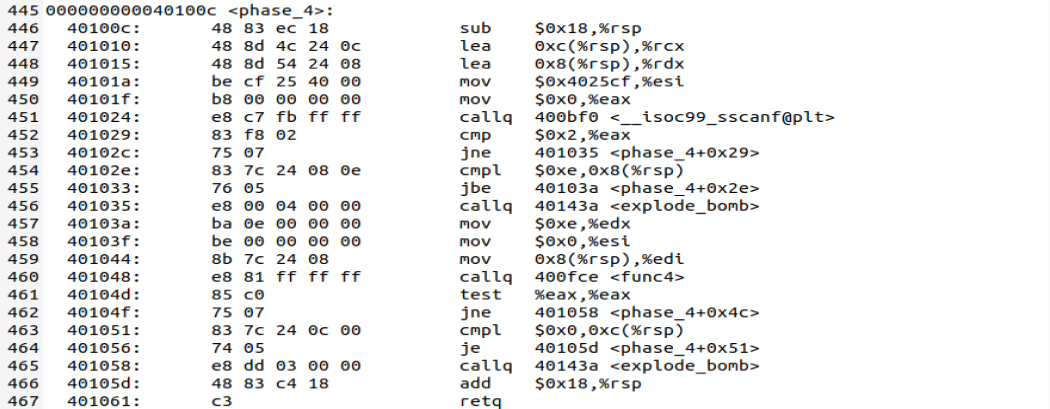 445 000000000040100c <phase_4>:
446 40100c: 48 83 ec 18 sub $0x18,%rsp
447 401010: 48 8d 4c 24 0c lea 0xc(%rsp),%rcx
448 401015: 48 8d 54 24 08 lea 0x8(%rsp),%rdx
449 40101a: be cf 25 40 00 mov $0x4025cf,%esi
450 40101f: b8 00 00 00 00 mov $0x0,%eax
451 401024: e8 c7 fb ff ff callq 400bf0 <__isoc99_sscanf@plt>
452 401029: 83 f8 02 cmp $0x2,%eax
453 40102c: 75 07 jne 401035 <phase_4+0x29>
454 40102e: 83 7c 24 08 0e cmpl $0xe,0x8(%rsp)
455 401033: 76 05 jbe 40103a <phase_4+0x2e>
456 401035: e8 00 04 00 00 callq 40143a <explode_bomb>
457 40103a: ba 0e 00 00 00 mov $0xe,%edx
458 40103f: be 00 00 00 00 mov $0x0,%esi
459 401044: 8b 7c 24 08 mov 0x8(%rsp),%edi
460 401048: e8 81 ff ff ff callq 400fce <func4>
461 40104d: 85 c0 test %eax,%eax
462 40104f: 75 07 jne 401058 <phase_4+0x4c>
463 401051: 83 7c 24 0c 00 cmpl $0x0,0xc(%rsp)
464 401056: 74 05 je 40105d <phase_4+0x51>
465 401058: e8 dd 03 00 00 callq 40143a <explode_bomb>
466 40105d: 48 83 c4 18 add $0x18,%rsp
467 401061: c3 retq